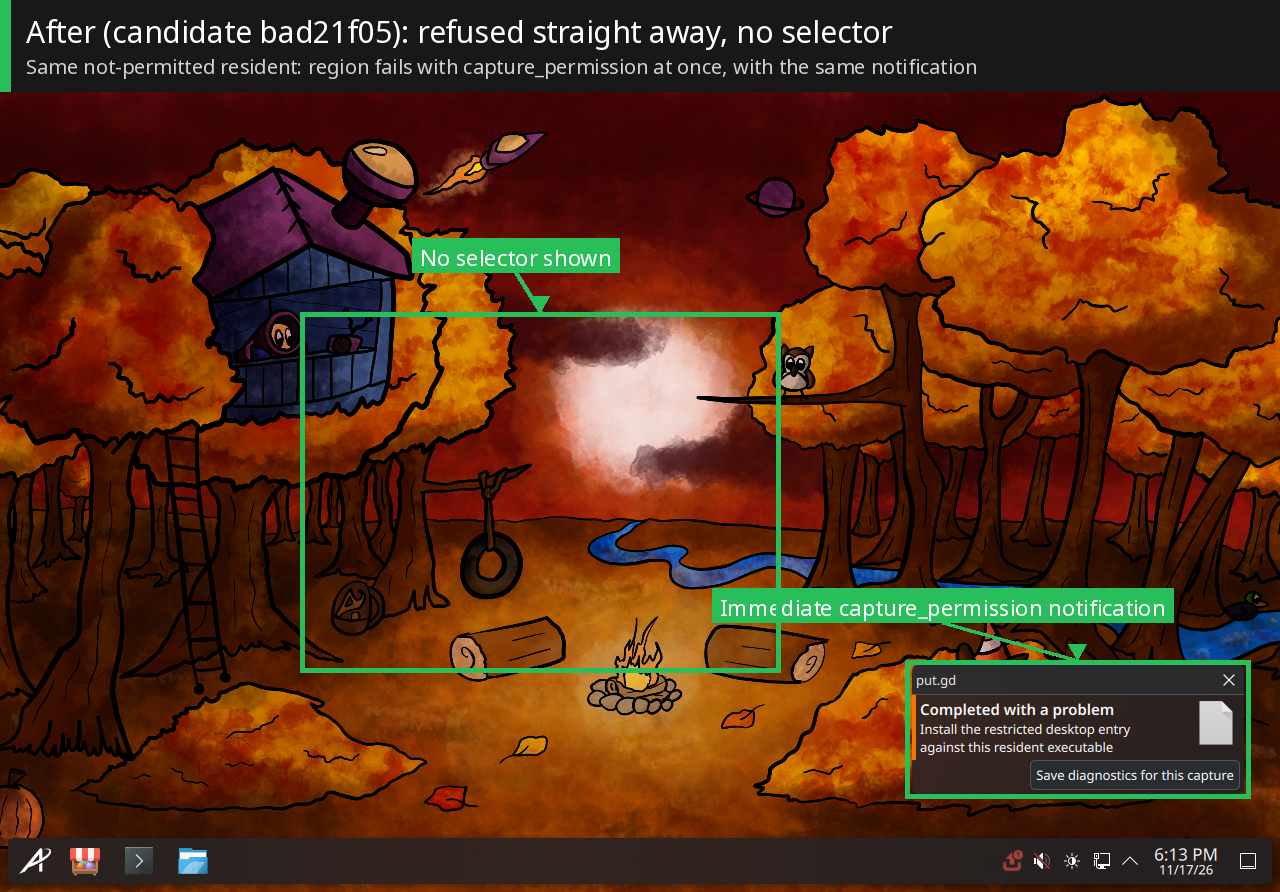 After (candidate bad21f05): refused straight away, no selector
Same not-permitted resident: region fails with capture_permission at once, with the same notification
No selector shown
Immediate capture_permission notification
put.gd
Completed with a problem
Install the restricted desktop entry
against this resident executable
Save diagnostics for this capture
6:13 PM
11/17/26